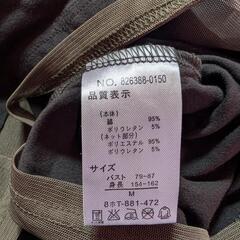 NO. 826388-0150
品質表示
(本体)
綿 95%
ポリウレタン 5%
(ネット部分)
ポリエステル 95%
ポリウレタン 5%
サイズ
バスト 79-87
身長 154-162
M
8ホT-881-472